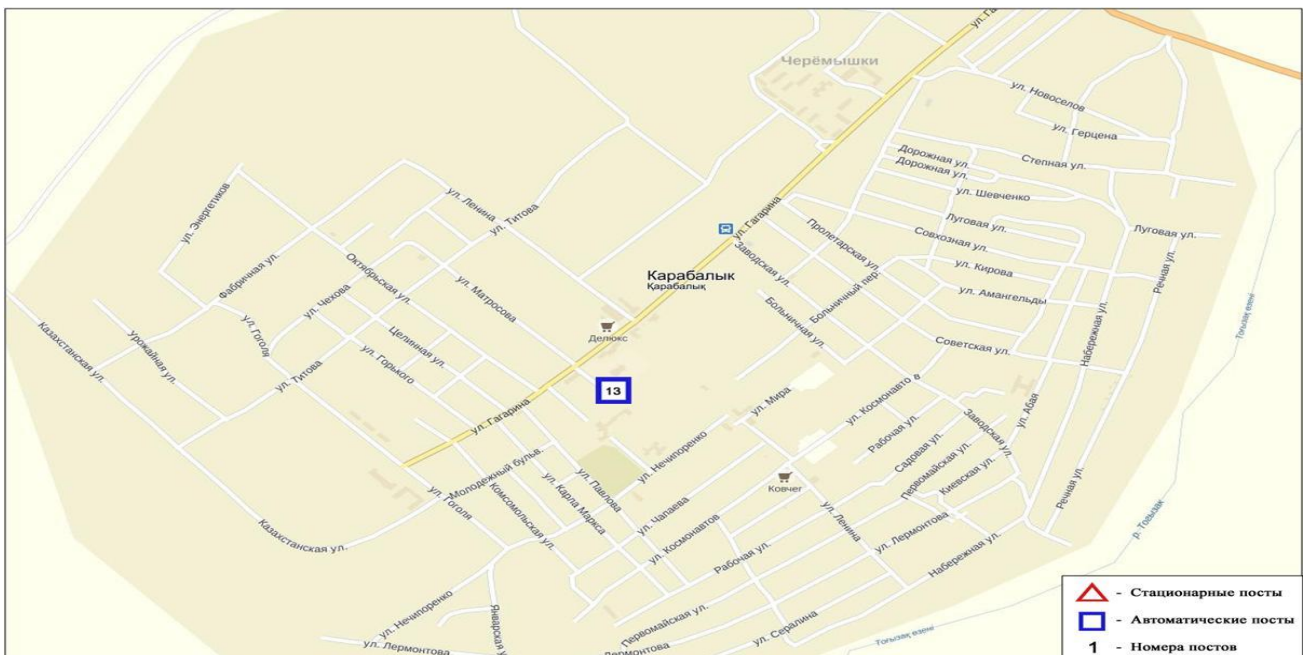 ул. Гагарина
Черёмышки
ул. Новоселов
ул. Герцена
Дорожная ул.
Дорожная ул.
Степная ул.
ул. Шевченко
ул. Энергетиков
ул. Ленина
ул. Титова
Луговая ул.
Луговая ул.
Совхозная ул.
Пролетарская ул.
ул. Гагарина
Заводская ул.
Фабричная ул.
Октябрьская ул.
ул. Матросова
Карабалык
Қарабалық
ул. Кирова
Речная ул.
ул. Чехова
Больничный пер.
ул. Амангельды
Больничная ул.
Набережная ул.
Тоғызақ өзені
Казахстанская ул.
Урожайная ул.
ул. Гоголя
Целинная ул.
ул. Горького
Делюкс
Советская ул.
ул. Титова
13
ул. Мира
ул. Космонавто в
ул. Гагарина
ул. Нечипоренко
Рабочая ул.
Садовая ул.
Заводская ул.
ул. Абая
Молодежный бульв.
Первомайская ул.
Киевская ул.
Ковчег
ул. Гоголя
Комсомольская ул.
ул. Карла Маркса
ул. Павлова
ул. Чапаева
ул. Космонавтов
ул. Ленина
Речная ул.
р. Тогызак
Казахстанская ул.
Рабочая ул.
ул. Лермонтова
Набережная ул.
ул. Нечипоренко
Январская у
Первомайская ул.
ул. Сералина
Тоғызақ өзені
ул. Лермонтова
Лермонтова
- Стационарные посты
- Автоматические посты
1 - Номера постов